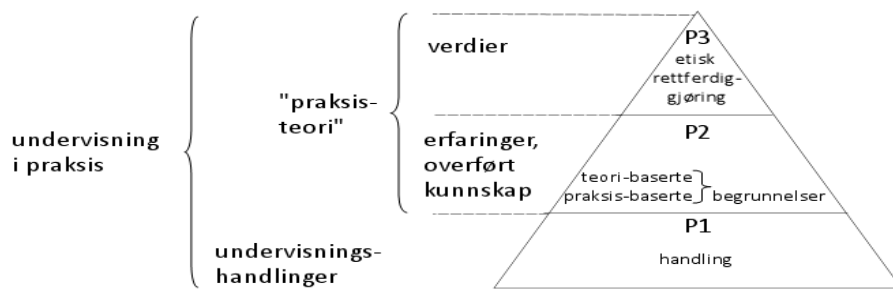 undervisning
i praksis
"praksis-
teori"
verdier
erfaringer,
overført
kunnskap
undervisnings-
handlinger
P3
etisk
rettferdig-
gjøring
P2
teori-baserte
praksis-baserte
begrunnelser
P1
handling